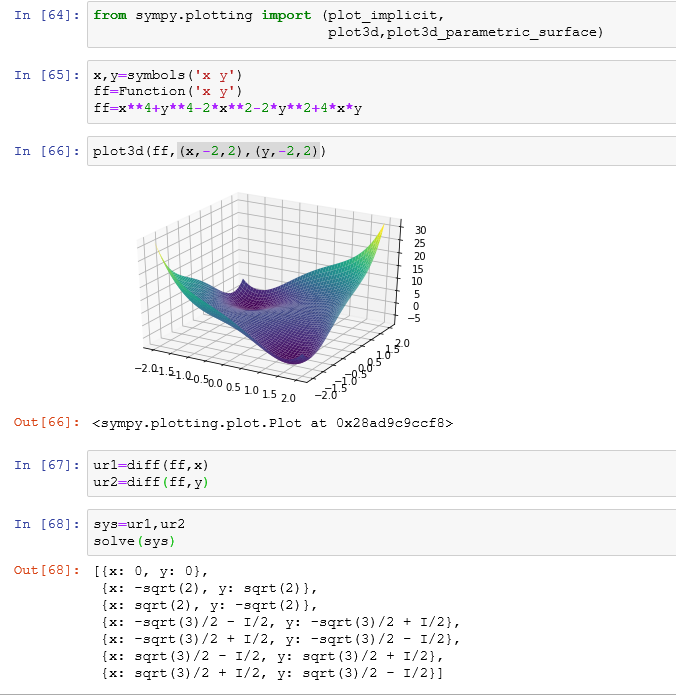 In [64]: from sympy.plotting import (plot_implicit,
plot3d,plot3d_parametric_surface)
In [65]: x,y=symbols('x y')
ff=Function('x y')
ff=x**4+y**4-2*x**2-2*y**2+4*x*y
In [66]: plot3d(ff,(x,-2,2),(y,-2,2))
30
25
20
15
10
5
0
−5
−2.0−1.5−1.0−0.5 0.0 0.5 1.0 1.5 2.0
−2.0−1.5−1.0−0.5 0.0 0.5 1.0 1.5 2.0
Out[66]: <sympy.plotting.plot.Plot at 0x28ad9c9ccf8>
In [67]: ur1=diff(ff,x)
ur2=diff(ff,y)
In [68]: sys=ur1,ur2
solve(sys)
Out[68]: [{x: 0, y: 0},
{x: -sqrt(2), y: sqrt(2)},
{x: sqrt(2), y: -sqrt(2)},
{x: -sqrt(3)/2 - I/2, y: -sqrt(3)/2 + I/2},
{x: -sqrt(3)/2 + I/2, y: -sqrt(3)/2 - I/2},
{x: sqrt(3)/2 - I/2, y: sqrt(3)/2 + I/2},
{x: sqrt(3)/2 + I/2, y: sqrt(3)/2 - I/2}]